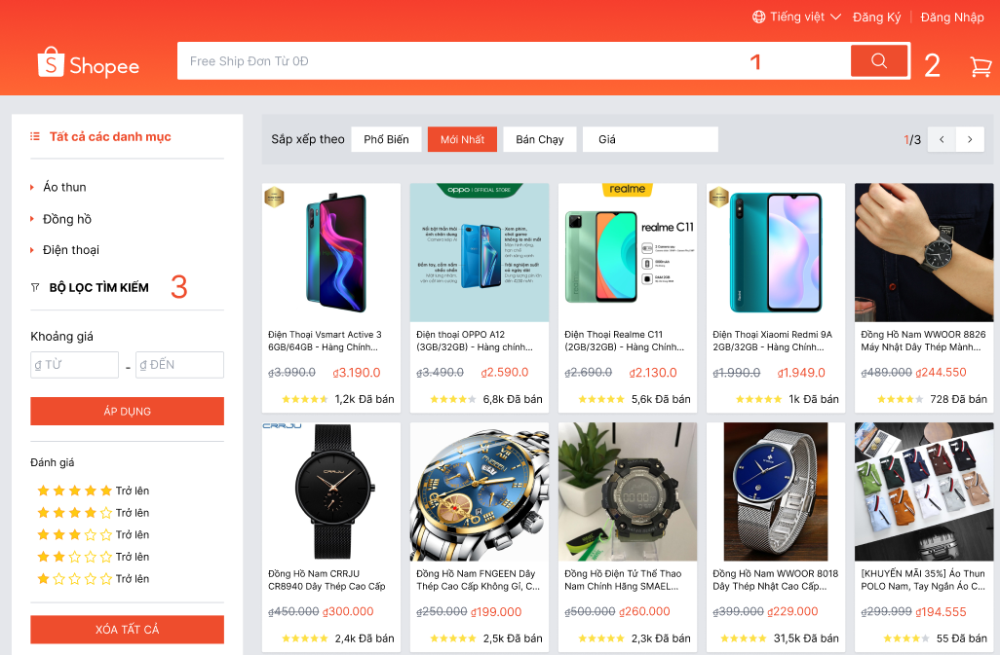 Tiếng việt
Đăng Ký
Đăng Nhập
Shopee
Free Ship Đơn Từ 0Đ
1
2
Tất cả các danh mục
Áo thun
Đồng hồ
Điện thoại
BỘ LỌC TÌM KIẾM
3
Khoảng giá
₫ TỪ
-
₫ ĐẾN
ÁP DỤNG
Đánh giá
Trở lên
Trở lên
Trở lên
Trở lên
Trở lên
XÓA TẤT CẢ
Sắp xếp theo
Phổ Biến
Mới Nhất
Bán Chạy
Giá
1/3
Điện Thoại Vsmart Active 3
6GB/64GB - Hàng Chính...
₫3.990.0 ₫3.190.0
1,2k Đã bán
oppo | OFFICIAL STORE
Điện thoại OPPO A12
(3GB/32GB) - Hàng chính...
₫3.490.0 ₫2.590.0
6,8k Đã bán
realme
realme C11
Điện Thoại Realme C11
(2GB/32GB) - Hàng Chính...
₫2.690.0 ₫2.130.0
5,6k Đã bán
Điện Thoại Xiaomi Redmi 9A
2GB/32GB - Hàng Chính...
₫1.990.0 ₫1.949.0
1k Đã bán
Đồng Hồ Nam WWOOR 8826
Máy Nhật Dây Thép Mành...
₫489.000 ₫244.550
728 Đã bán
CRRJU
Đồng Hồ Nam CRRJU
CR8940 Dây Thép Cao Cấp
₫450.000 ₫300.000
2,4k Đã bán
Đồng Hồ Nam FNGEEN Dây
Thép Cao Cấp Không Gỉ, C...
₫250.000 ₫199.000
2,5k Đã bán
Đồng Hồ Điện Tử Thể Thao
Nam Chính Hãng SMAEL...
₫500.000 ₫260.000
2,3k Đã bán
Đồng Hồ Nam WWOOR 8018
Dây Thép Nhật Cao Cấp...
₫399.000 ₫229.000
31,5k Đã bán
[KHUYẾN MÃI 35%] Áo Thun
POLO Nam, Tay Ngắn Áo C...
₫299.999 ₫194.555
55 Đã bán